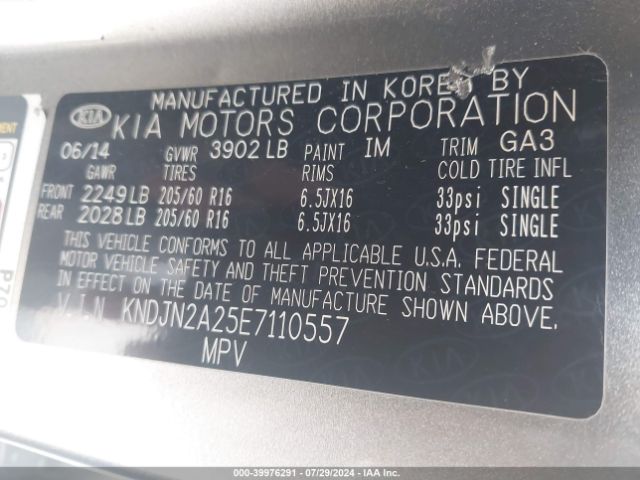 MANUFACTURED IN KOREA BY
KIA KIA MOTORS CORPORATION
06/14 GVWR 3902 LB PAINT IM TRIM GA3
GAWR TIRES RIMS COLD TIRE INFL
FRONT 2249 LB 205/60 R16 6.5JX16 33psi SINGLE
REAR 2028 LB 205/60 R16 6.5JX16 33psi SINGLE
THIS VEHICLE CONFORMS TO ALL APPLICABLE U.S.A. FEDERAL
MOTOR VEHICLE SAFETY AND THEFT PREVENTION STANDARDS
IN EFFECT ON THE DATE OF MANUFACTURE SHOWN ABOVE.
V.I.N KNDJN2A25E7110557
MPV
000-39976291 - 07/29/2024 - IAA Inc.